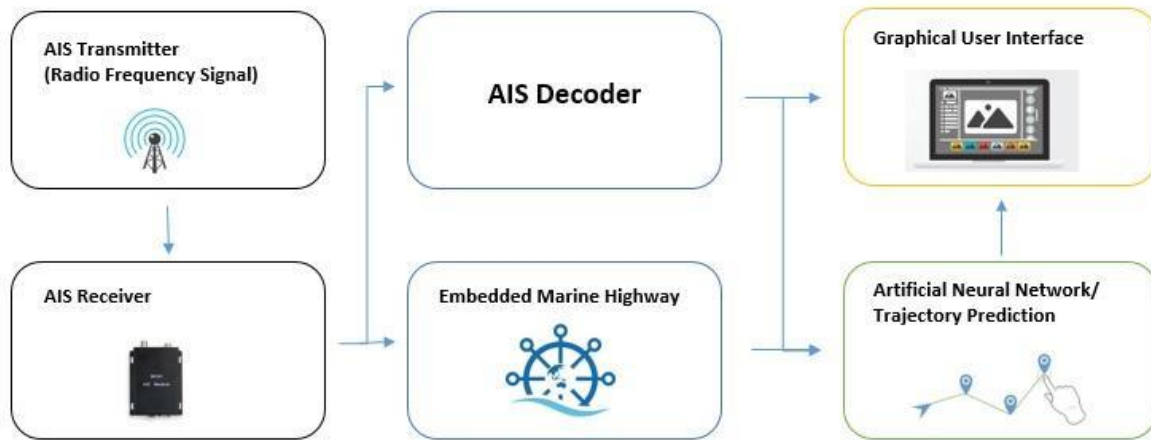 AIS Transmitter
(Radio Frequency Signal)
AIS Decoder
Graphical User Interface
AIS Receiver
Embedded Marine Highway
Artificial Neural Network/
Trajectory Prediction